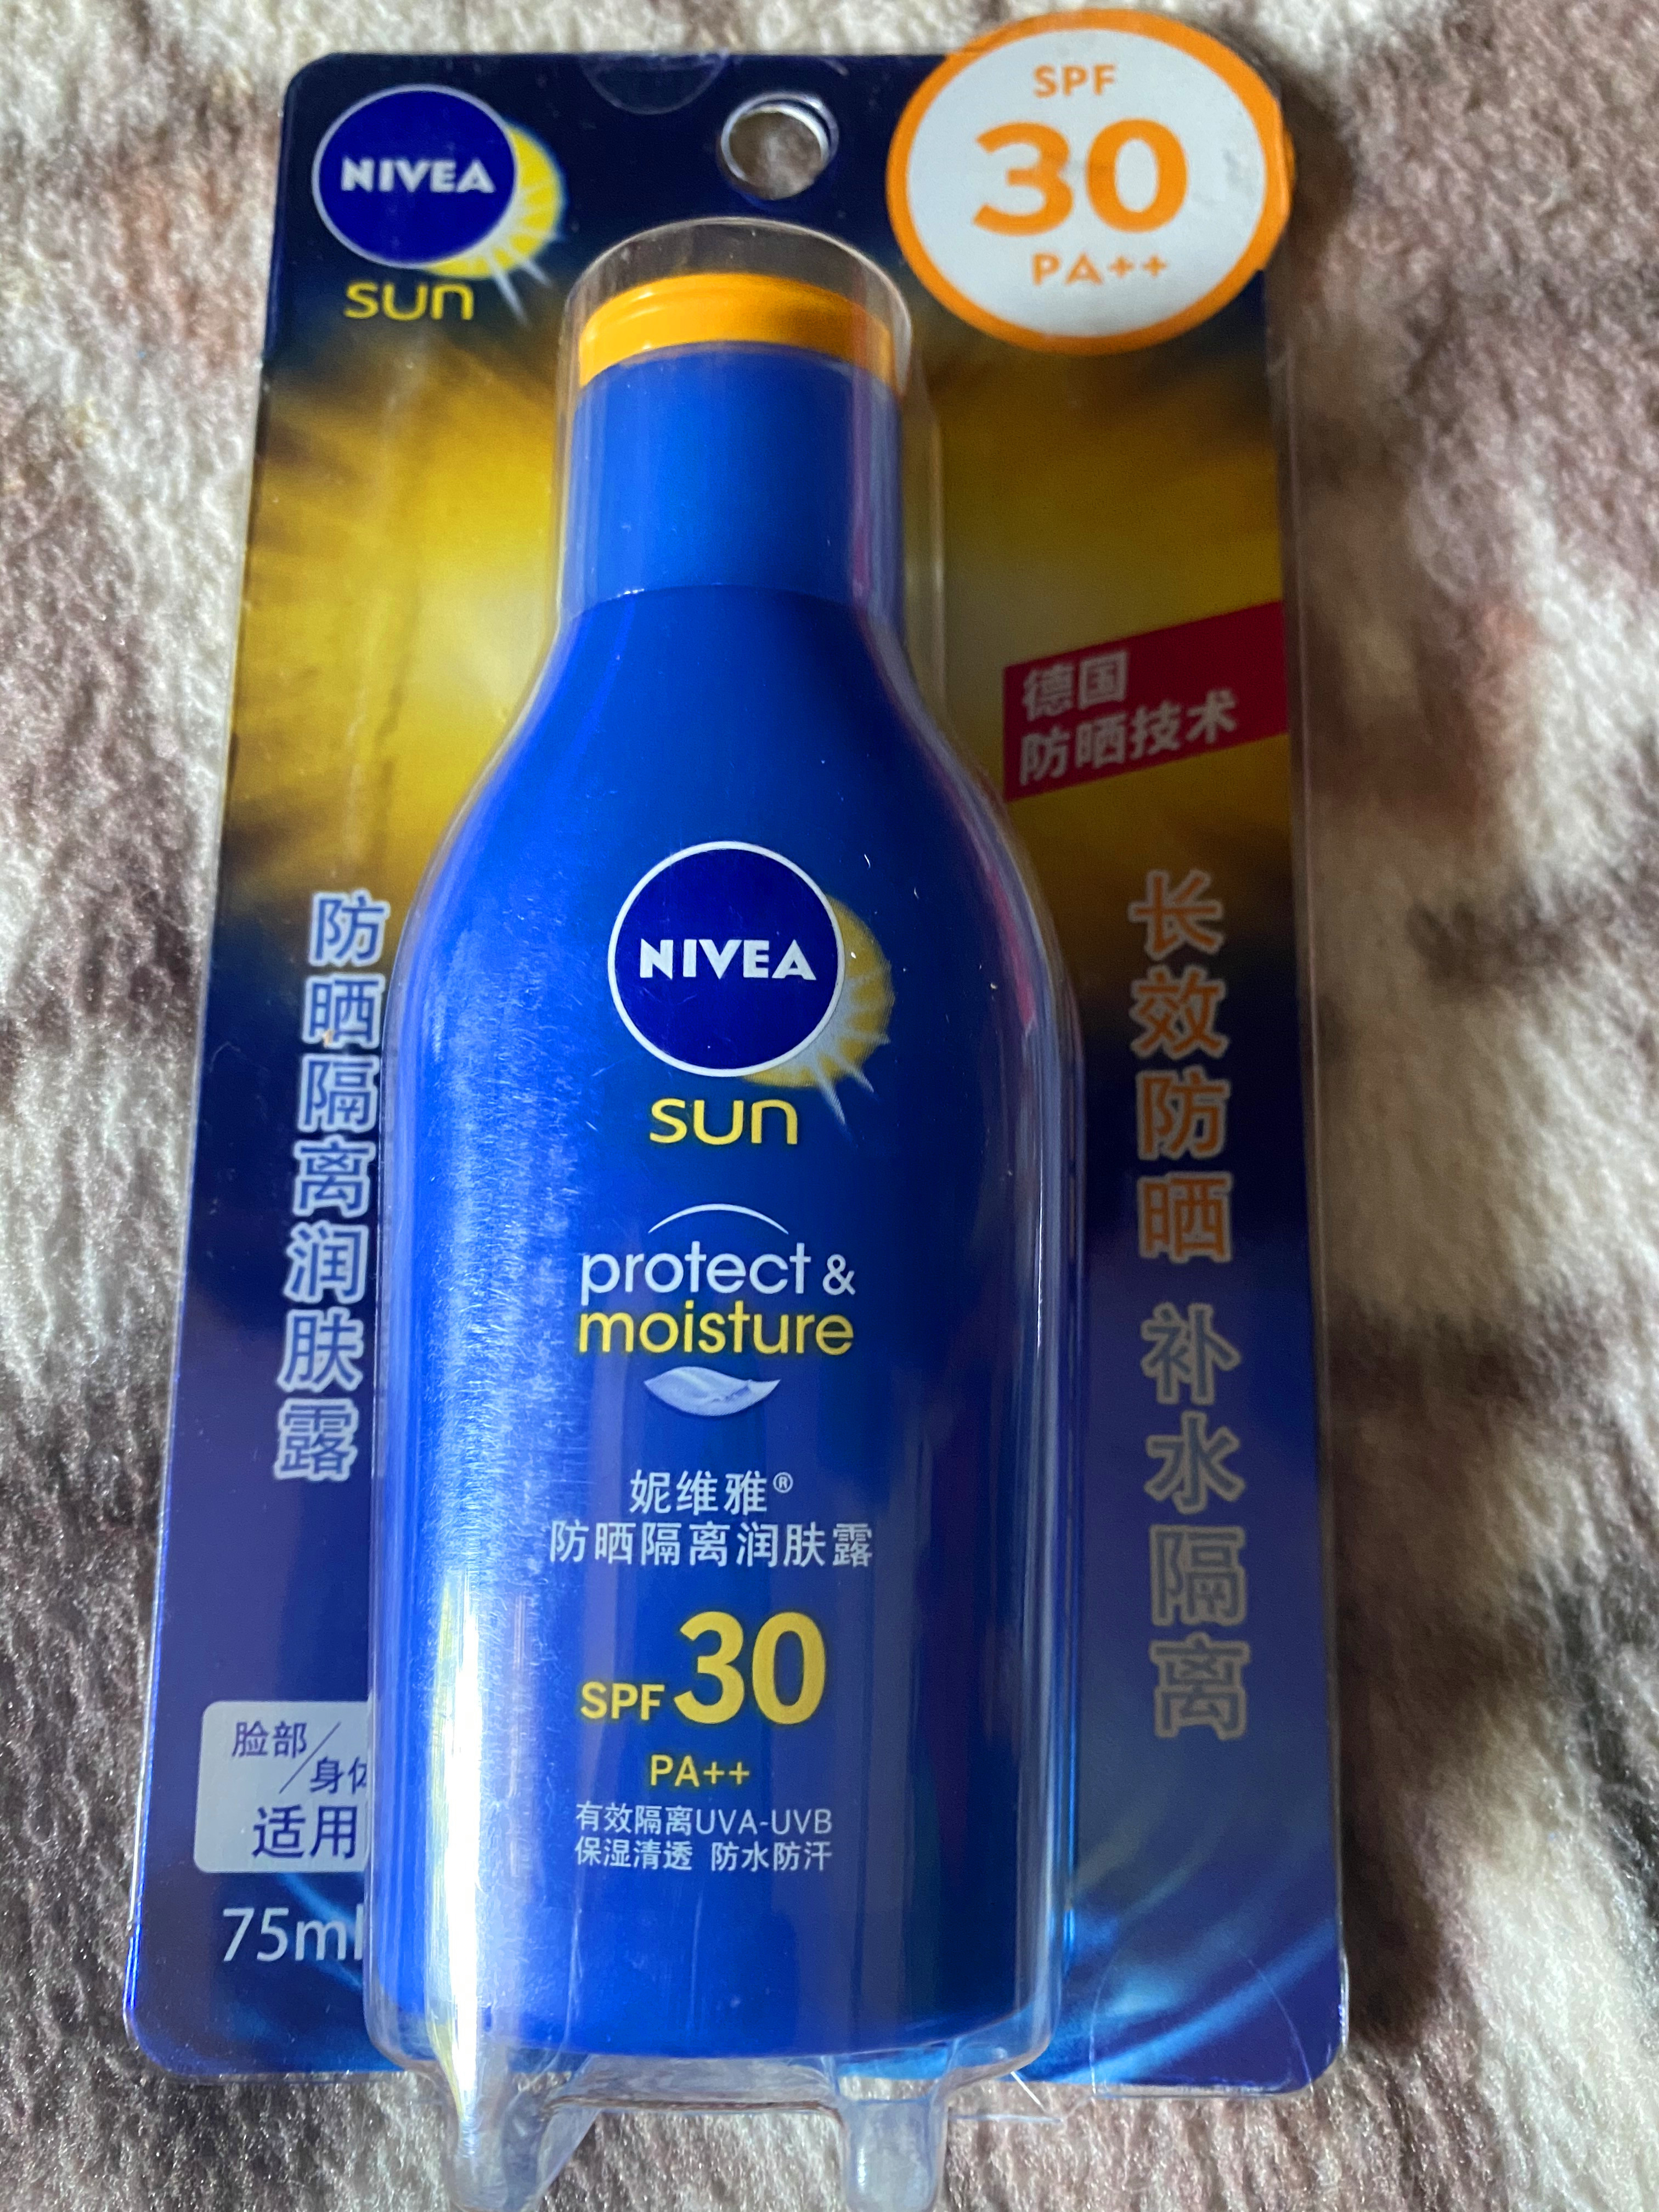 NIVEA
SUN
SPF
30
PA++
德国
防晒技术
防晒隔离润肤露
长效防晒 补水隔离
NIVEA
SUN
protect &
moisture
妮维雅®
防晒隔离润肤露
SPF 30
PA++
有效隔离UVA-UVB
保湿清透 防水防汗
脸部/
身体
适用
75ml